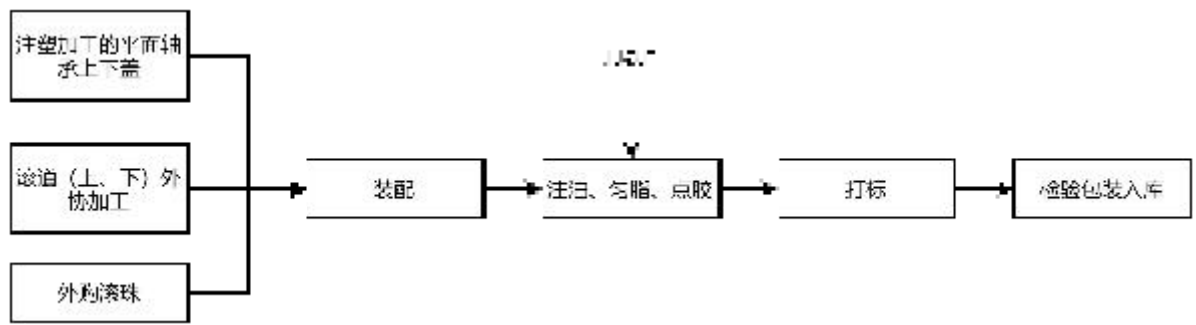 注塑加工的平面轴
承上下盖
滚道（上、下）外
协加工
外购滚珠
装配
注油、匀脂、点胶
打标
检验包装入库